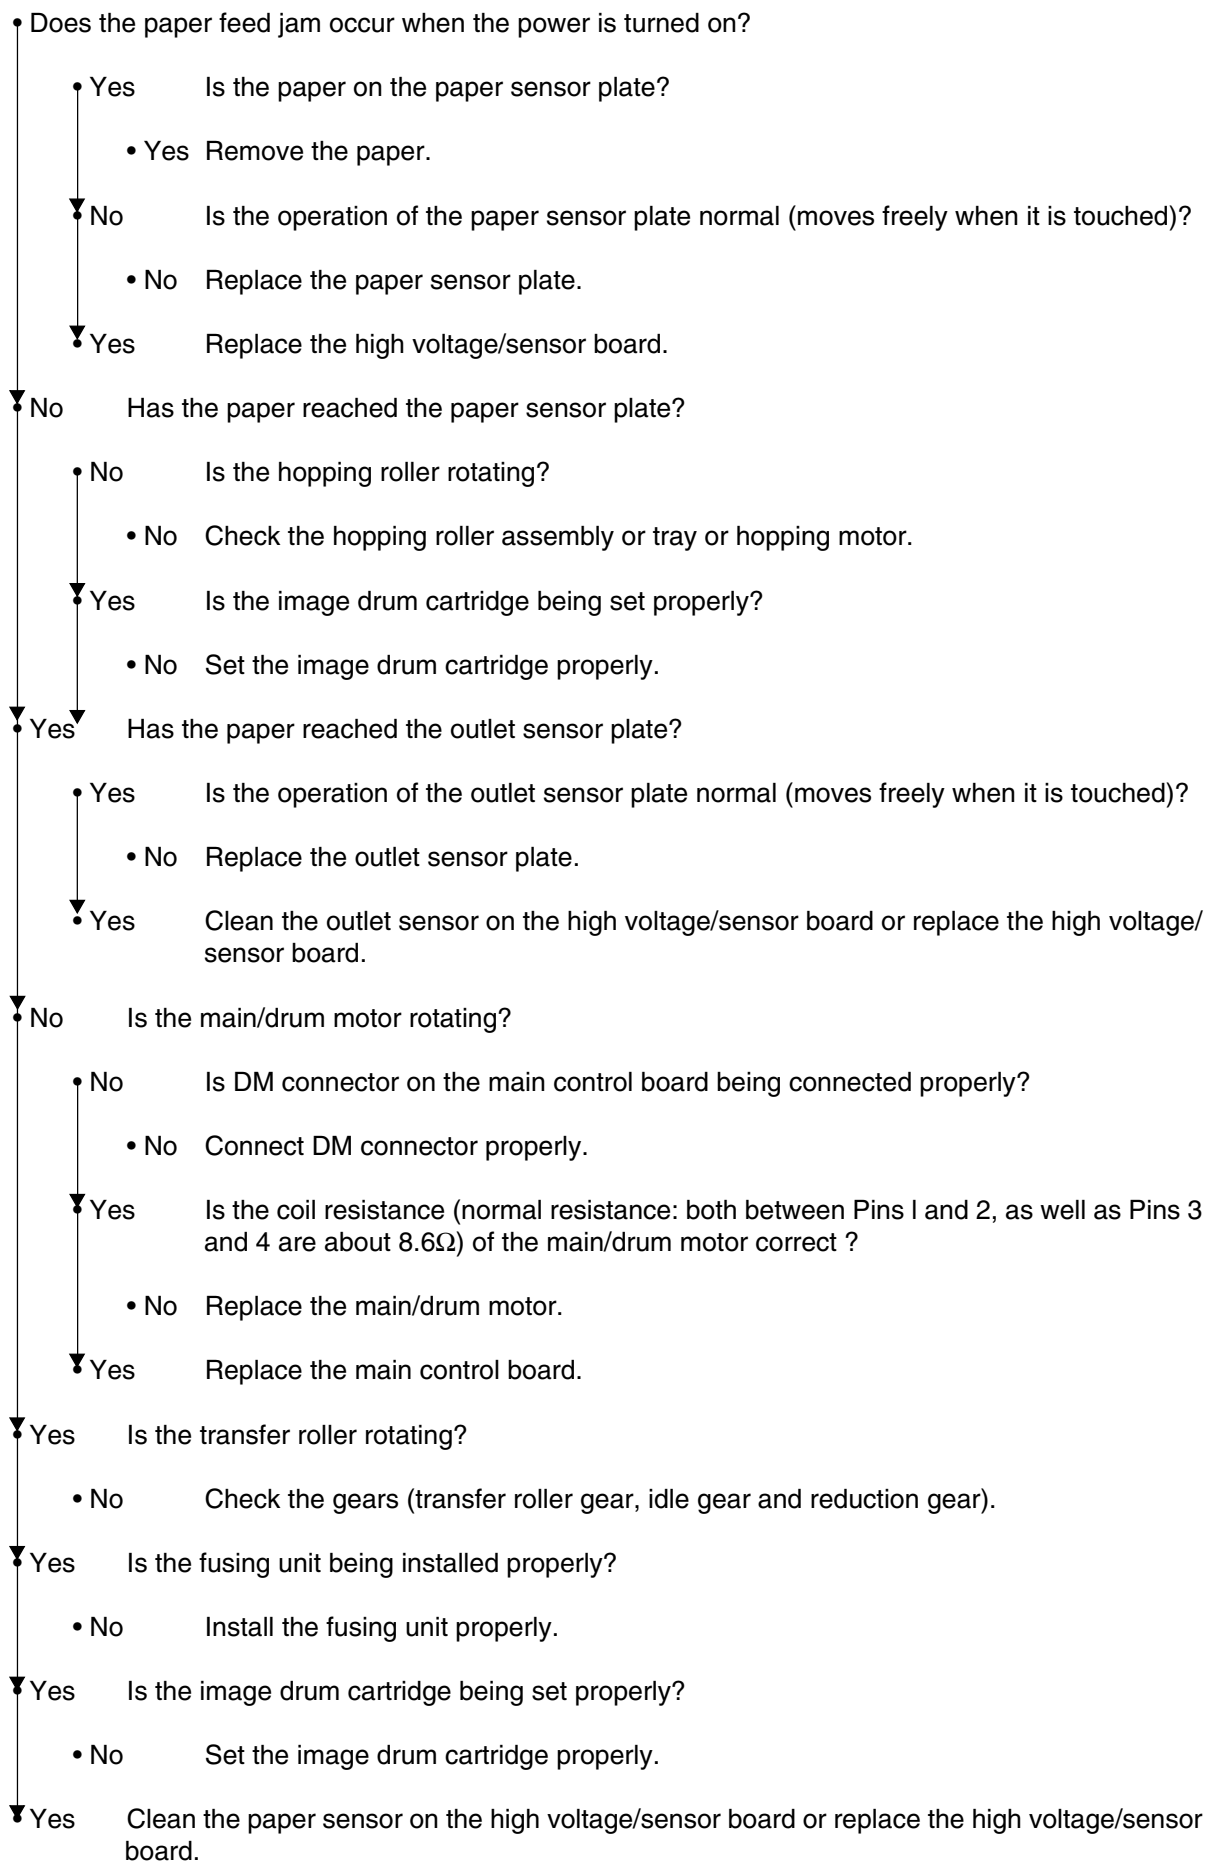 • Does the paper feed jam occur when the power is turned on?
• Yes Is the paper on the paper sensor plate?
• Yes Remove the paper.
• No Is the operation of the paper sensor plate normal (moves freely when it is touched)?
• No Replace the paper sensor plate.
• Yes Replace the high voltage/sensor board.
• No Has the paper reached the paper sensor plate?
• No Is the hopping roller rotating?
• No Check the hopping roller assembly or tray or hopping motor.
• Yes Is the image drum cartridge being set properly?
• No Set the image drum cartridge properly.
• Yes Has the paper reached the outlet sensor plate?
• Yes Is the operation of the outlet sensor plate normal (moves freely when it is touched)?
• No Replace the outlet sensor plate.
• Yes Clean the outlet sensor on the high voltage/sensor board or replace the high voltage/
sensor board.
• No Is the main/drum motor rotating?
• No Is DM connector on the main control board being connected properly?
• No Connect DM connector properly.
• Yes Is the coil resistance (normal resistance: both between Pins l and 2, as well as Pins 3
and 4 are about 8.6Ω) of the main/drum motor correct ?
• No Replace the main/drum motor.
• Yes Replace the main control board.
• Yes Is the transfer roller rotating?
• No Check the gears (transfer roller gear, idle gear and reduction gear).
• Yes Is the fusing unit being installed properly?
• No Install the fusing unit properly.
• Yes Is the image drum cartridge being set properly?
• No Set the image drum cartridge properly.
• Yes Clean the paper sensor on the high voltage/sensor board or replace the high voltage/sensor
board.